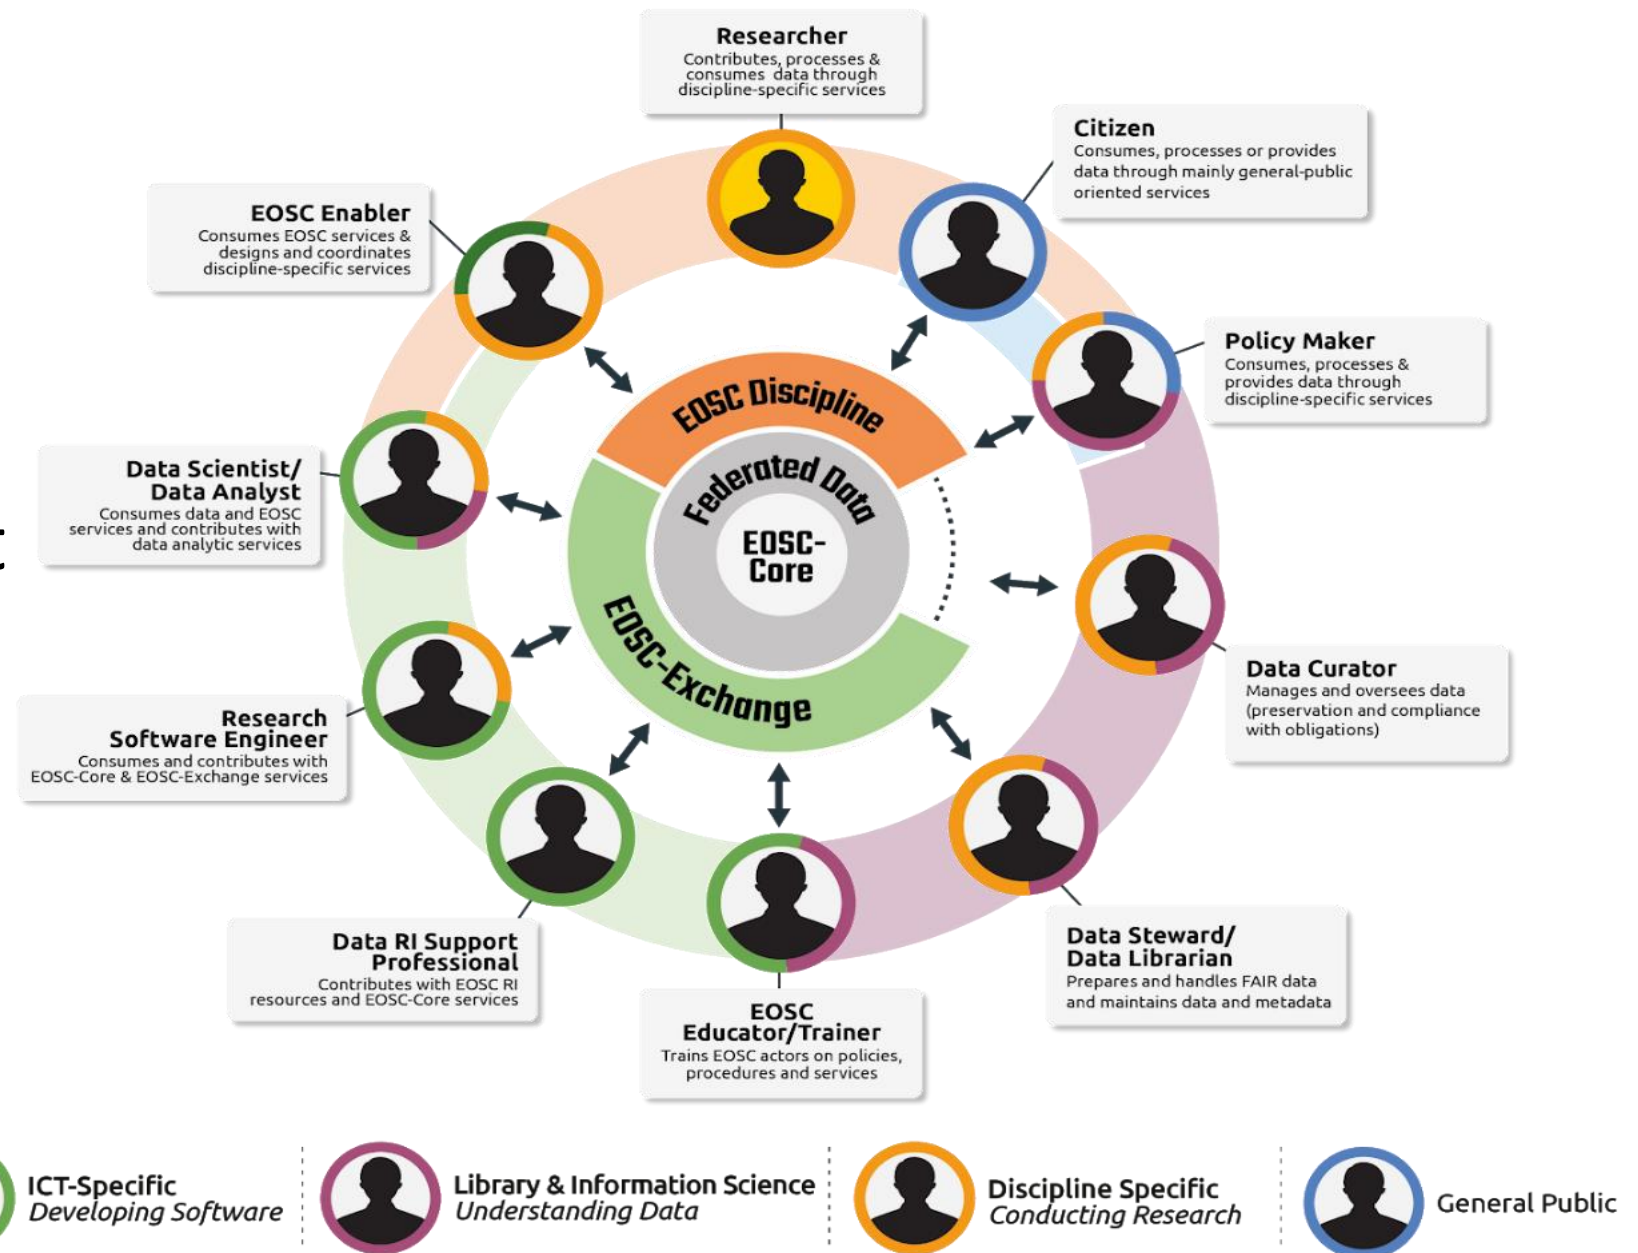 Researcher
Contributes, processes &
consumes data through
discipline-specific services
Citizen
Consumes, processes or provides
data through mainly general-public
oriented services
EOSC Enabler
Consumes EOSC services &
designs and coordinates
discipline-specific services
Policy Maker
Consumes, processes &
provides data through
discipline-specific services
EOSC Discipline
Federated Data
EOSC-
Core
EOSC-Exchange
Data Scientist/
Data Analyst
Consumes data and EOSC
services and contributes with
data analytic services
t
Data Curator
Manages and oversees data
(preservation and compliance
with obligations)
Research
Software Engineer
Consumes and contributes with
EOSC-Core & EOSC-Exchange services
Data RI Support
Professional
Contributes with EOSC RI
resources and EOSC-Core services
Data Steward/
Data Librarian
Prepares and handles FAIR data
and maintains data and metadata
EOSC
Educator/Trainer
Trains EOSC actors on policies,
procedures and services
ICT-Specific
Developing Software
Library & Information Science
Understanding Data
Discipline Specific
Conducting Research
General Public